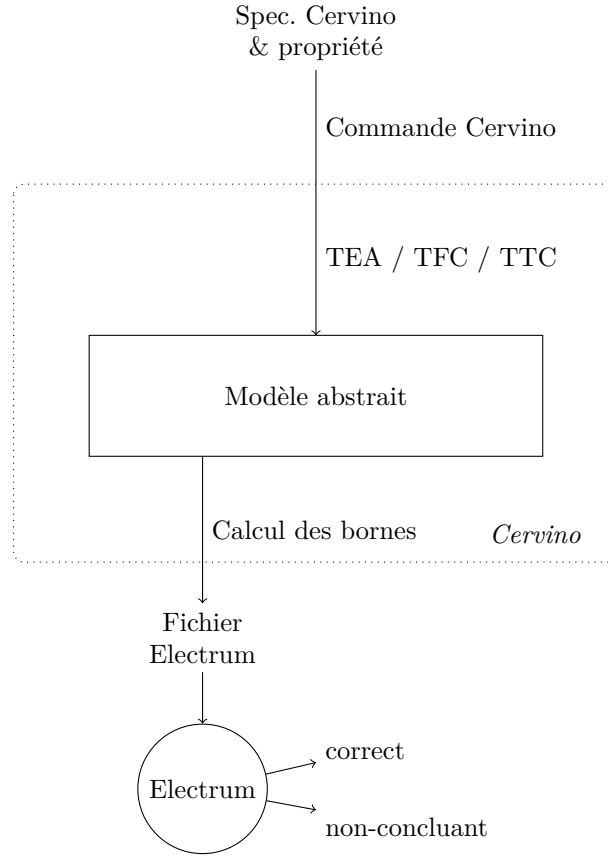 Spec. Cervino
& propriété
Commande Cervino
TEA / TFC / TTC
Modèle abstrait
Calcul des bornes
Cervino
Fichier
Electrum
Electrum
correct
non-concluant